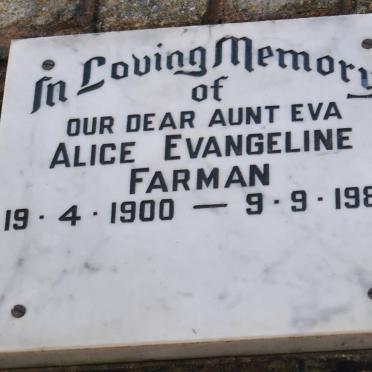 In Loving Memory
of
OUR DEAR AUNT EVA
ALICE EVANGELINE
FARMAN
19 · 4 · 1900 — 9 · 9 · 198